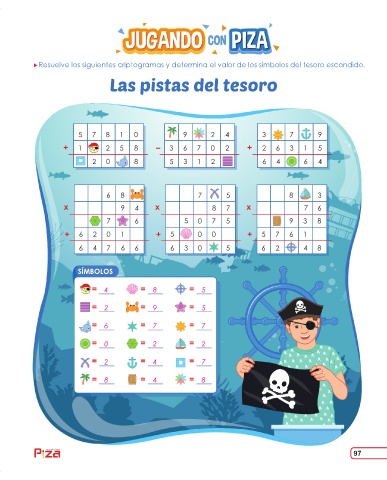 JUGANDO CON PIZA
Resuelve los siguientes criptogramas y determina el valor de los símbolos del tesoro escondido.
Las pistas del tesoro
5 7 8 1 0
+ 1 2 5 8
2 0 8
9 2 4
- 3 6 7 0 2
5 3 1 2
3 7 9
+ 2 6 3 1 5
6 4 6 4
6 8
x 9 4
2 7 6
+ 6 2 0 1
6 4 7 6 6
7 5
x 8 7
5 0 7 5
+ 6 0 0
6 3 0 5
8 3
x 7 6
9 3 8
+ 5 7 6 1
6 2 4 8
SÍMBOLOS
= 4 = 8 = 5
= 2 = 9 = 5
= 6 = 7 = 7
= 0 = 2 = 2
= 2 = 4 = 7
= 8 = 4 = 7
Piza
97